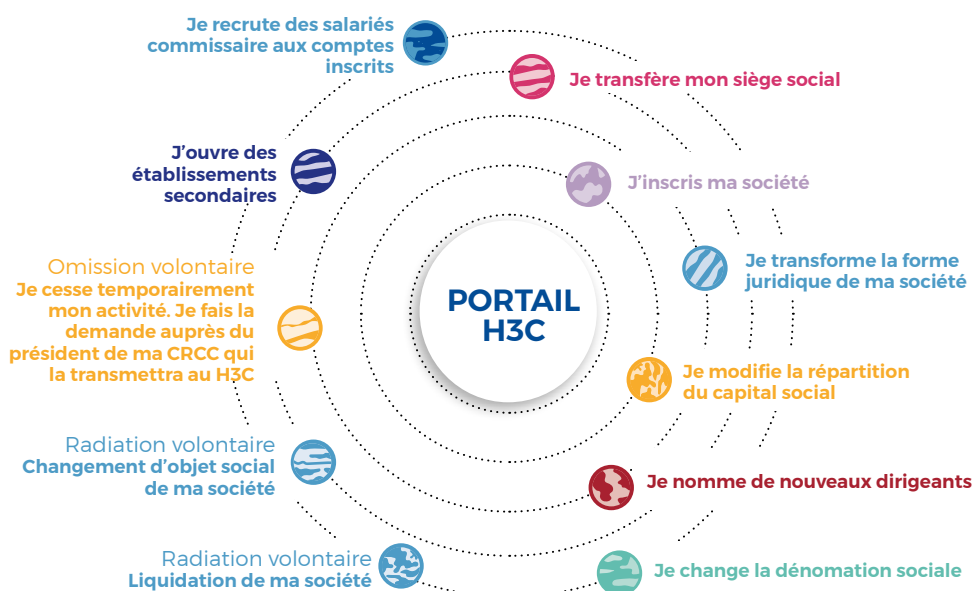 Je recrute des salariés
commissaire aux comptes
inscrits
Je transfère mon siège social
J'ouvre des
établissements
secondaires
J'inscris ma société
Omission volontaire
Je cesse temporairement
mon activité. Je fais la
demande auprès du
président de ma CRCC qui
la transmettra au H3C
PORTAIL
H3C
Je transforme la forme
juridique de ma société
Je modifie la répartition
du capital social
Radiation volontaire
Changement d'objet social
de ma société
Je nomme de nouveaux dirigeants
Radiation volontaire
Liquidation de ma société
Je change la dénomation sociale